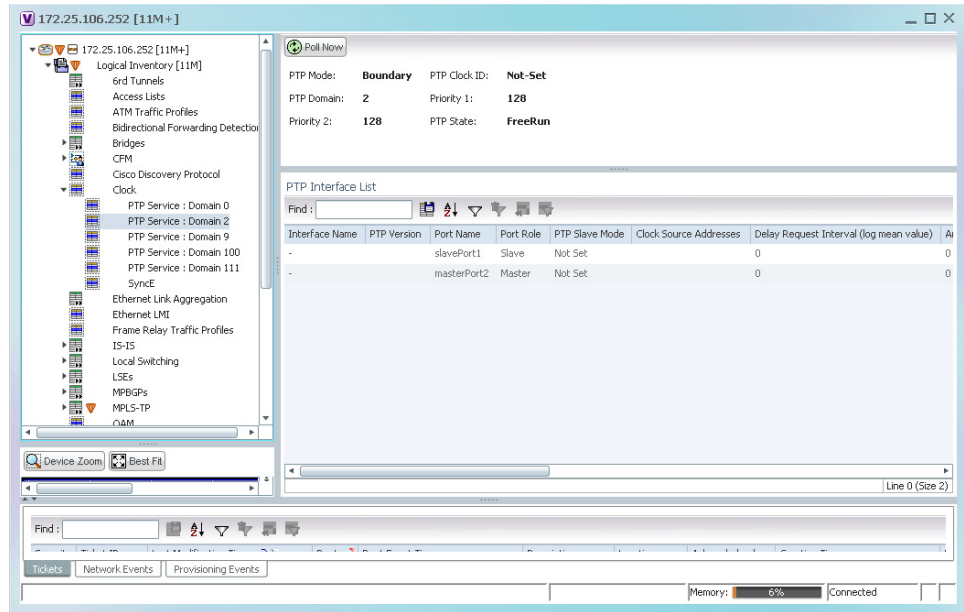 172.25.106.252 [11M+]
172.25.106.252 [11M+]
Logical Inventory [11M]
6rd Tunnels
Access Lists
ATM Traffic Profiles
Bidirectional Forwarding Detection
Bridges
CFM
Cisco Discovery Protocol
Clock
PTP Service : Domain 0
PTP Service : Domain 2
PTP Service : Domain 9
PTP Service : Domain 100
PTP Service : Domain 111
SyncE
Ethernet Link Aggregation
Ethernet LMI
Frame Relay Traffic Profiles
IS-IS
Local Switching
LSEs
MPBGPs
MPLS-TP
OAM
Device Zoom Best Fit
Poll Now
PTP Mode: Boundary PTP Clock ID: Not-Set
PTP Domain: 2 Priority 1: 128
Priority 2: 128 PTP State: FreeRun
PTP Interface List
Find :
Interface Name PTP Version Port Name Port Role PTP Slave Mode Clock Source Addresses Delay Request Interval (log mean value)
- slavePort1 Slave Not Set 0 0
- masterPort2 Master Not Set 0 0
Line 0 (Size 2)
Find :
Tickets Network Events Provisioning Events
Memory: 6% Connected